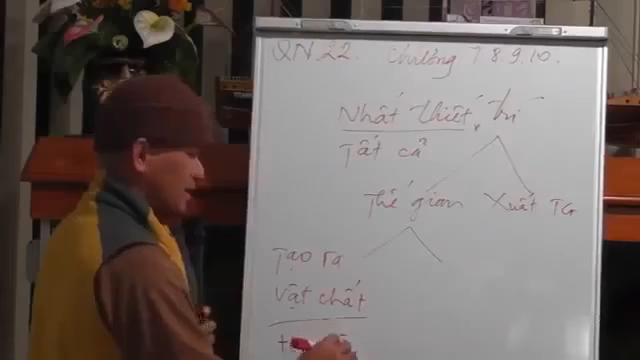 QN.22. Chương 7 8.9.10.
Nhất thiết trí
Tất cả
Thế gian Xuất TG
Tạo ra
Vật chất